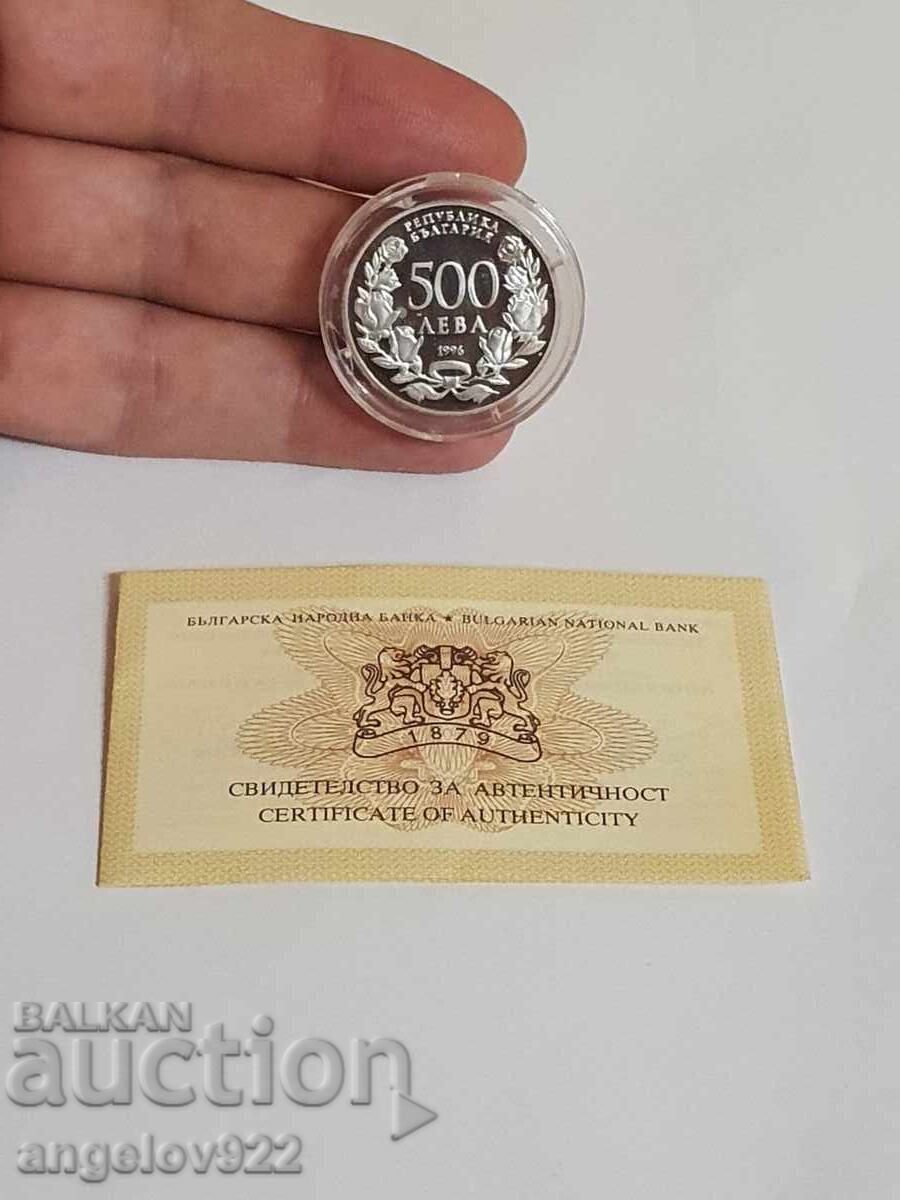 РЕПУБЛИКА
БЪЛГАРИЯ
500
ЛЕВА
1996
БЪЛГАРСКА НАРОДНА БАНКА ★ BULGARIAN NATIONAL BANK
1879
СВИДЕТЕЛСТВО ЗА АВТЕНТИЧНОСТ
CERTIFICATE OF AUTHENTICITY
BALKAN
auction
angelov922